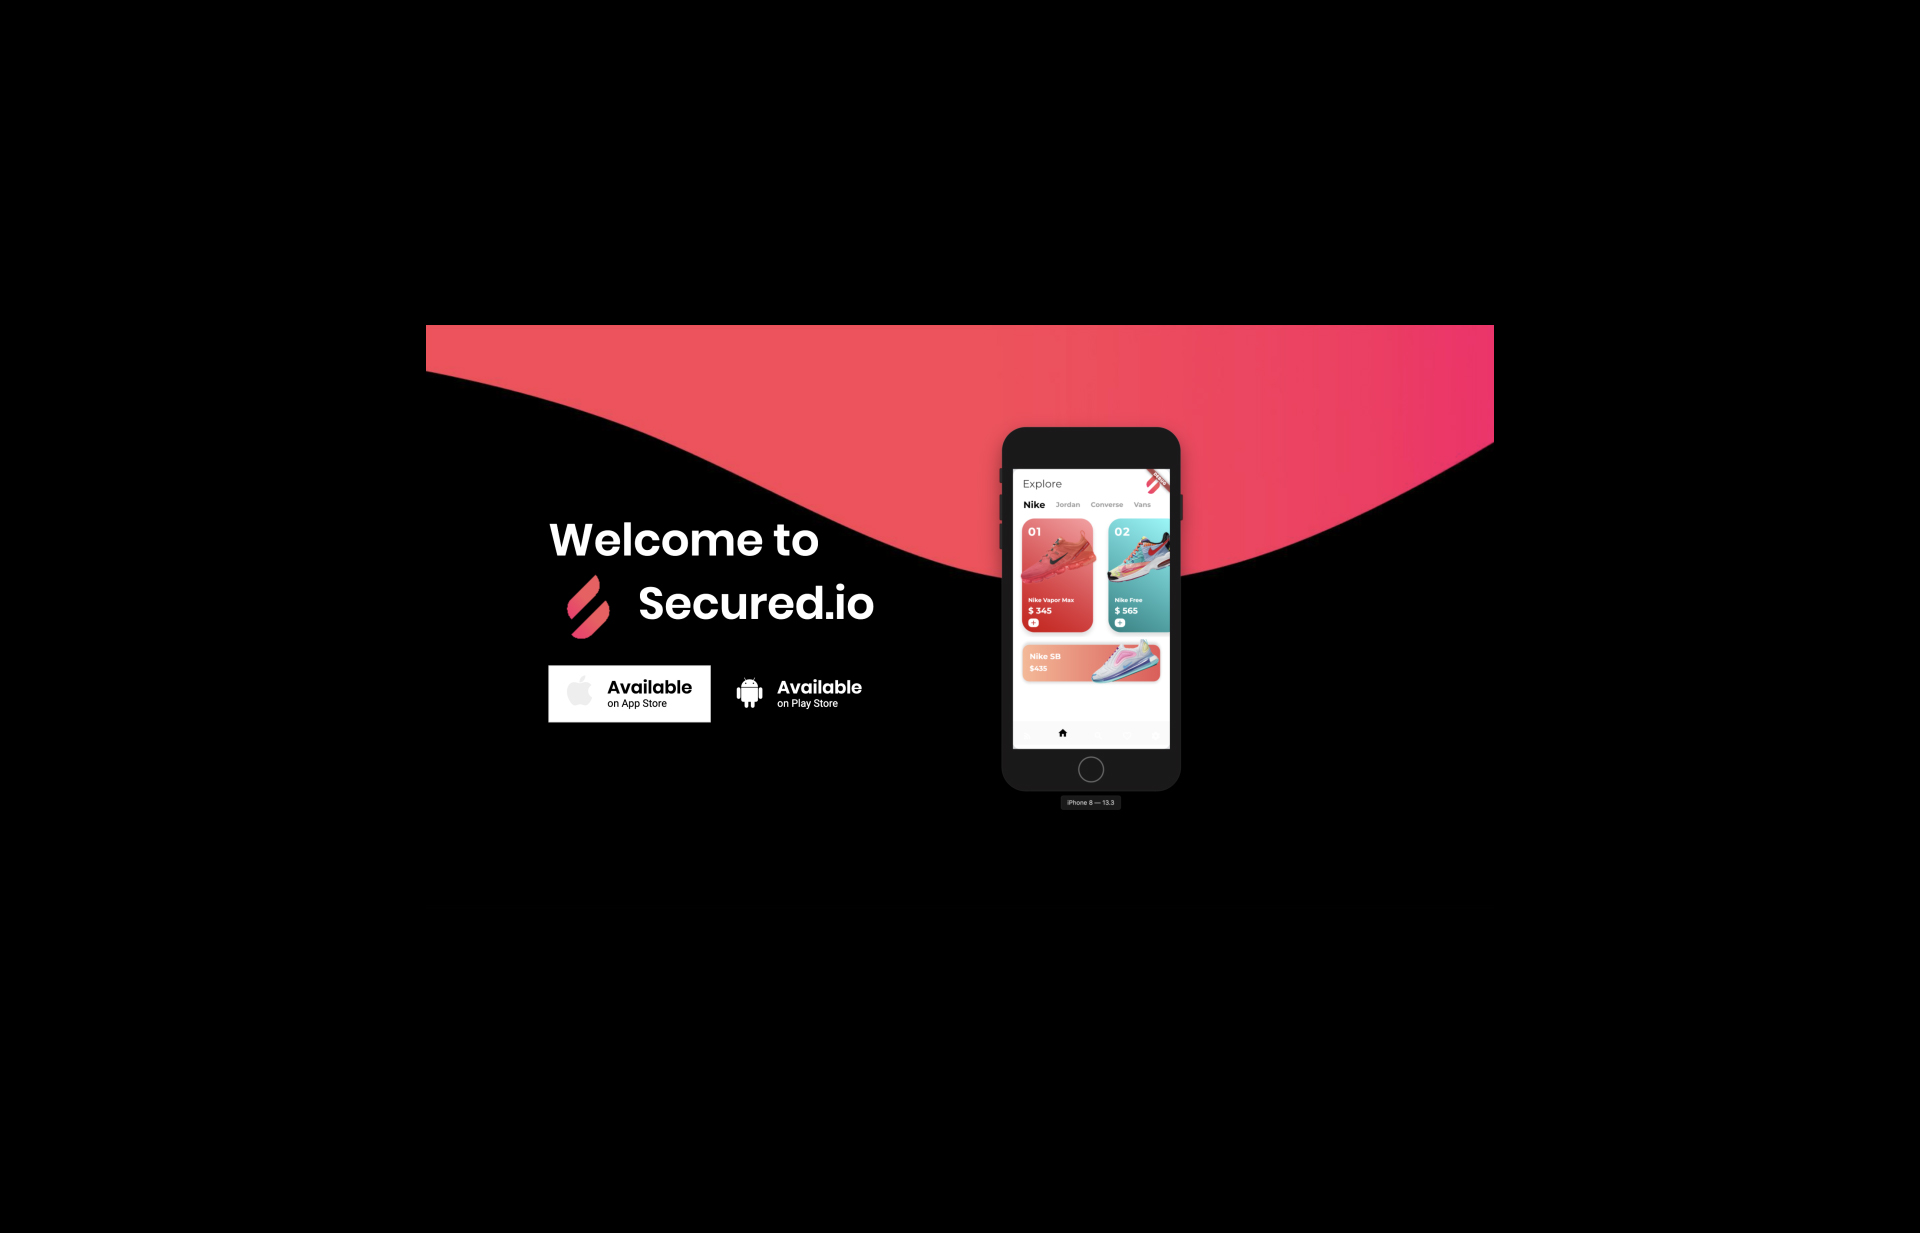 Welcome to
Secured.io
Available
on App Store
Available
on Play Store
Explore
Nike Jordan Converse Vans
01
Nike Vapor Max
$ 345
02
Nike Free
$ 565
Nike SB
$435
iPhone 8 — 13.3